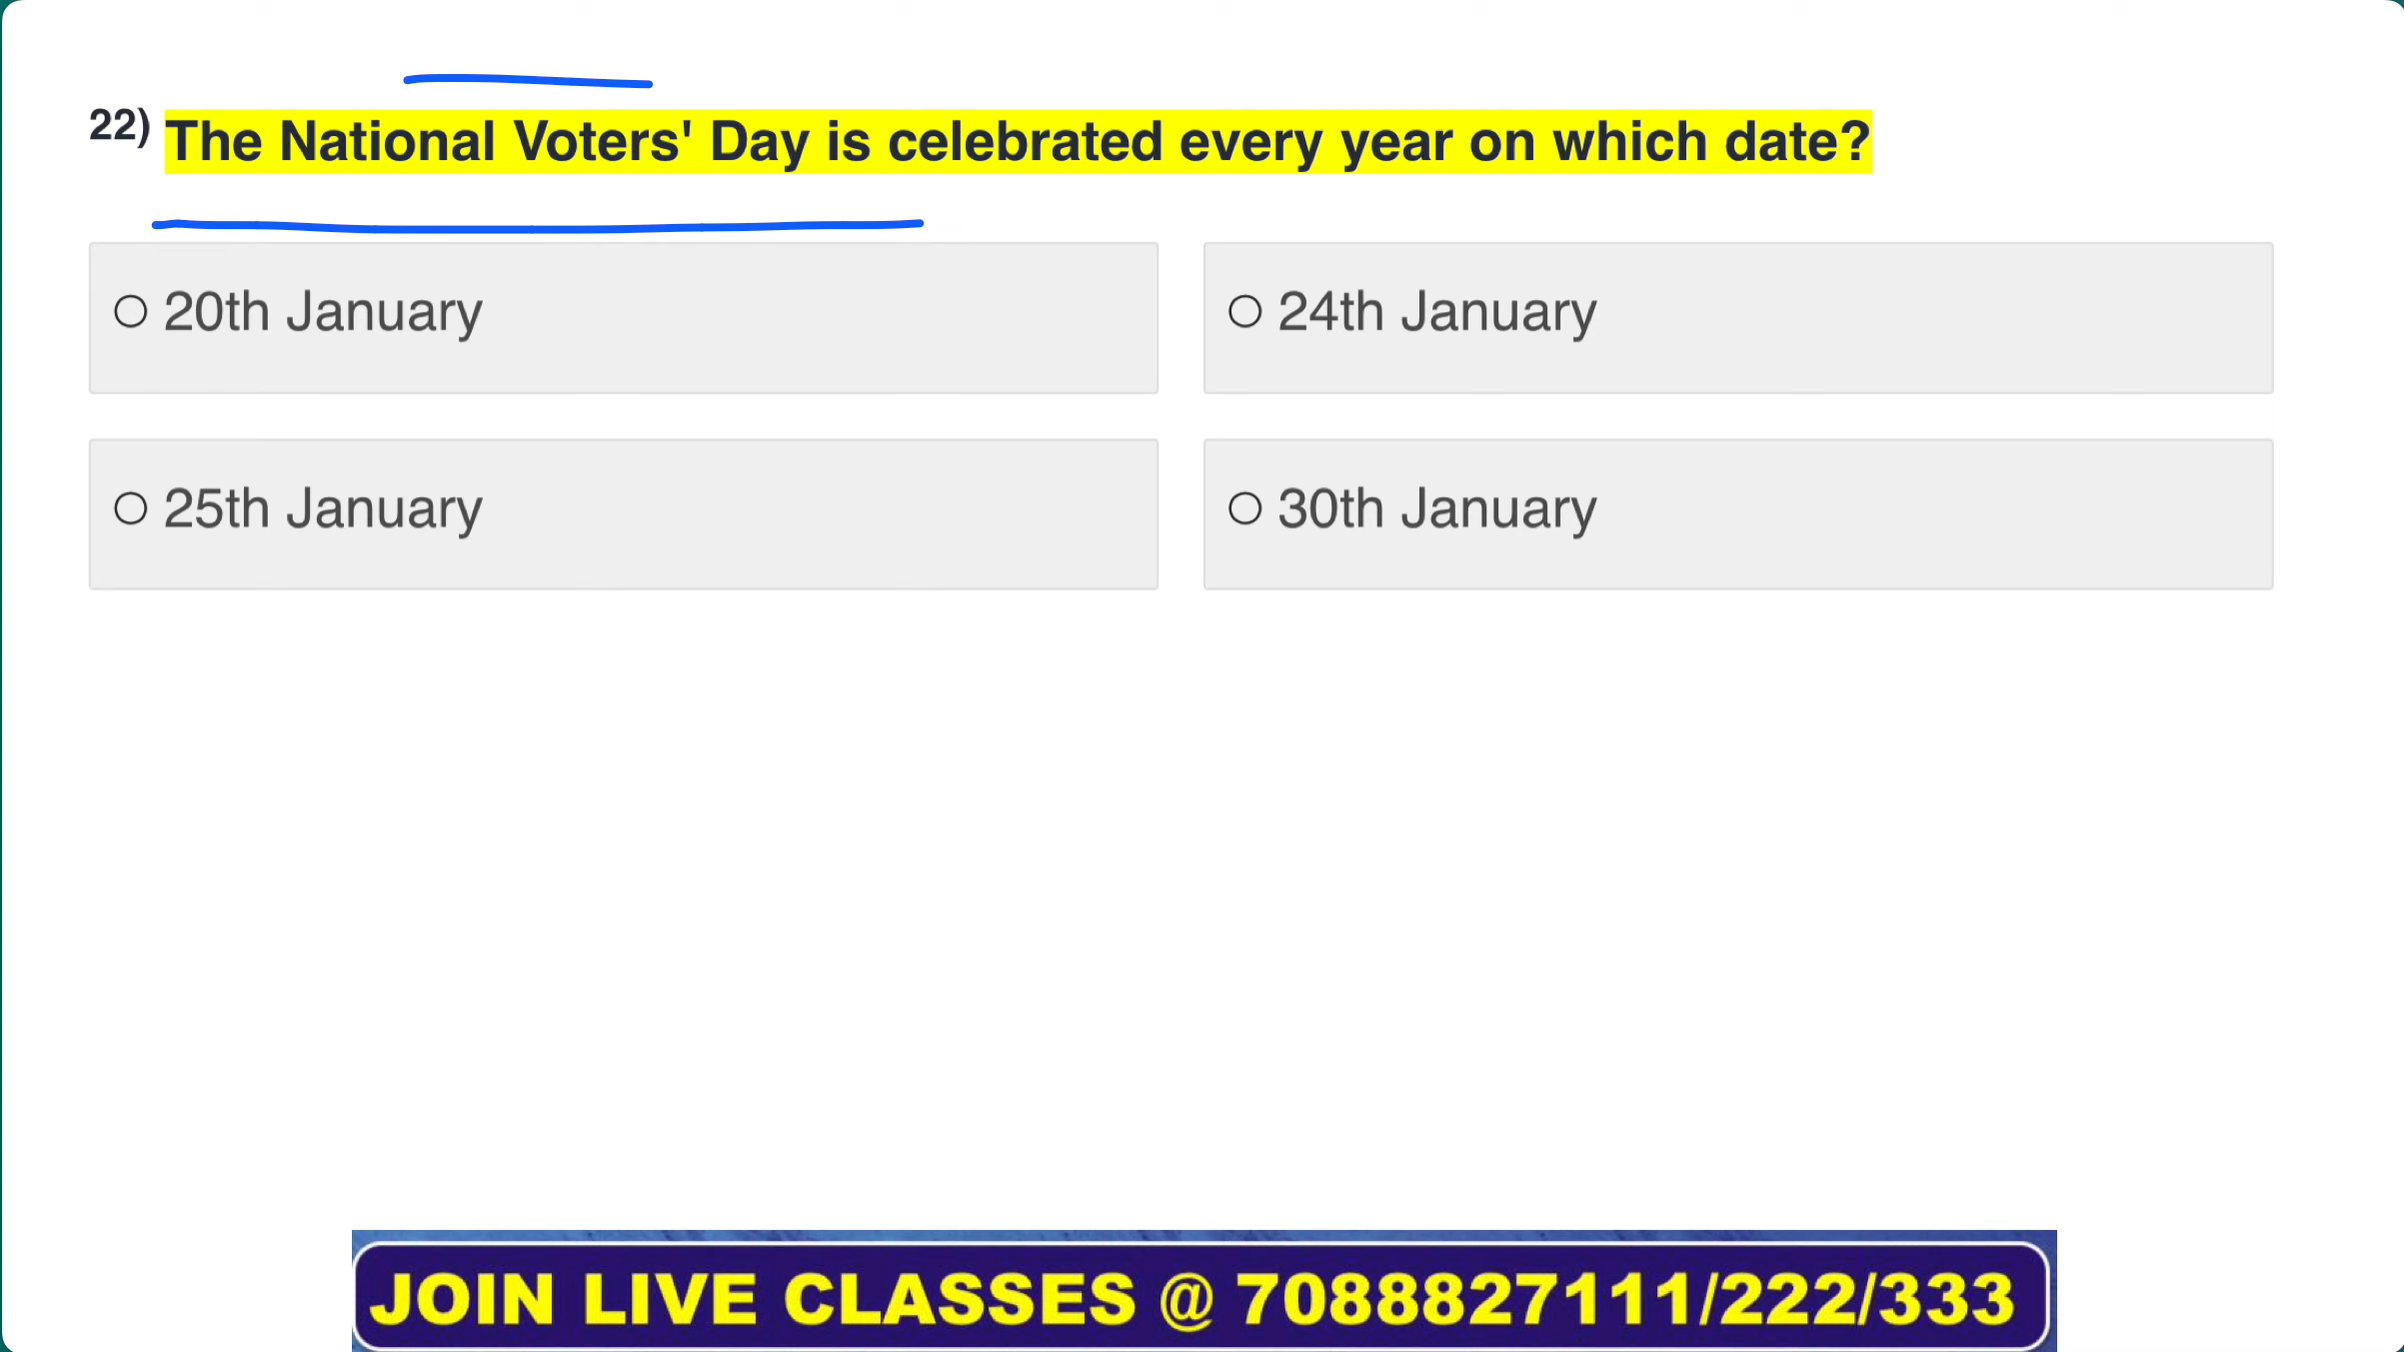 22) The National Voters' Day is celebrated every year on which date?
20th January
24th January
25th January
30th January
JOIN LIVE CLASSES @ 7088827111/222/333